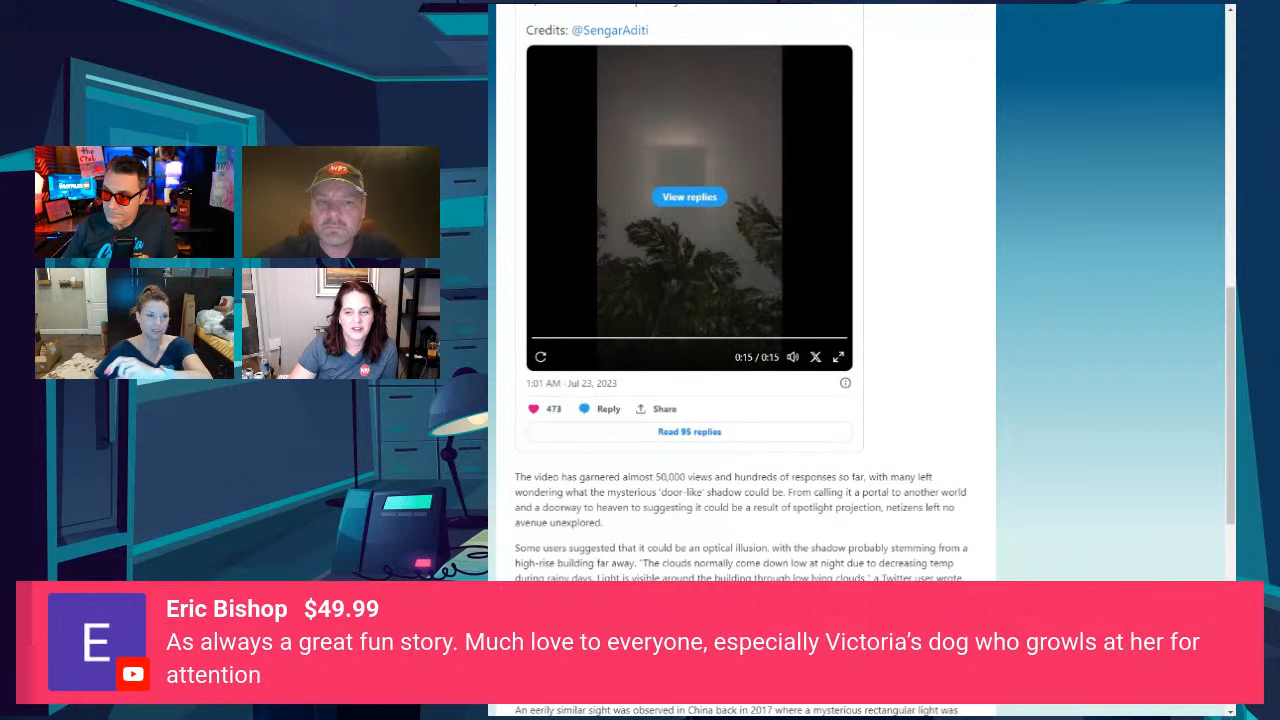 Credits: @SengarAditi
View replies
0:15 / 0:15
1:01 AM · Jul 23, 2023
473 Reply Share
Read 95 replies
The video has garnered almost 50,000 views and hundreds of responses so far, with many left
wondering what the mysterious 'door-like' shadow could be. From calling it a portal to another world
and a doorway to heaven to suggesting it could be a result of spotlight projection, netizens left no
avenue unexplored.
Some users suggested that it could be an optical illusion, with the shadow probably stemming from a
high-rise building far away. "The clouds normally come down low at night due to decreasing temp
during rainy days. Light is visible around the building through low lying clouds," a Twitter user wrote.
E
Eric Bishop $49.99
As always a great fun story. Much love to everyone, especially Victoria's dog who growls at her for
attention
An eerily similar sight was observed in China back in 2017 where a mysterious rectangular light was